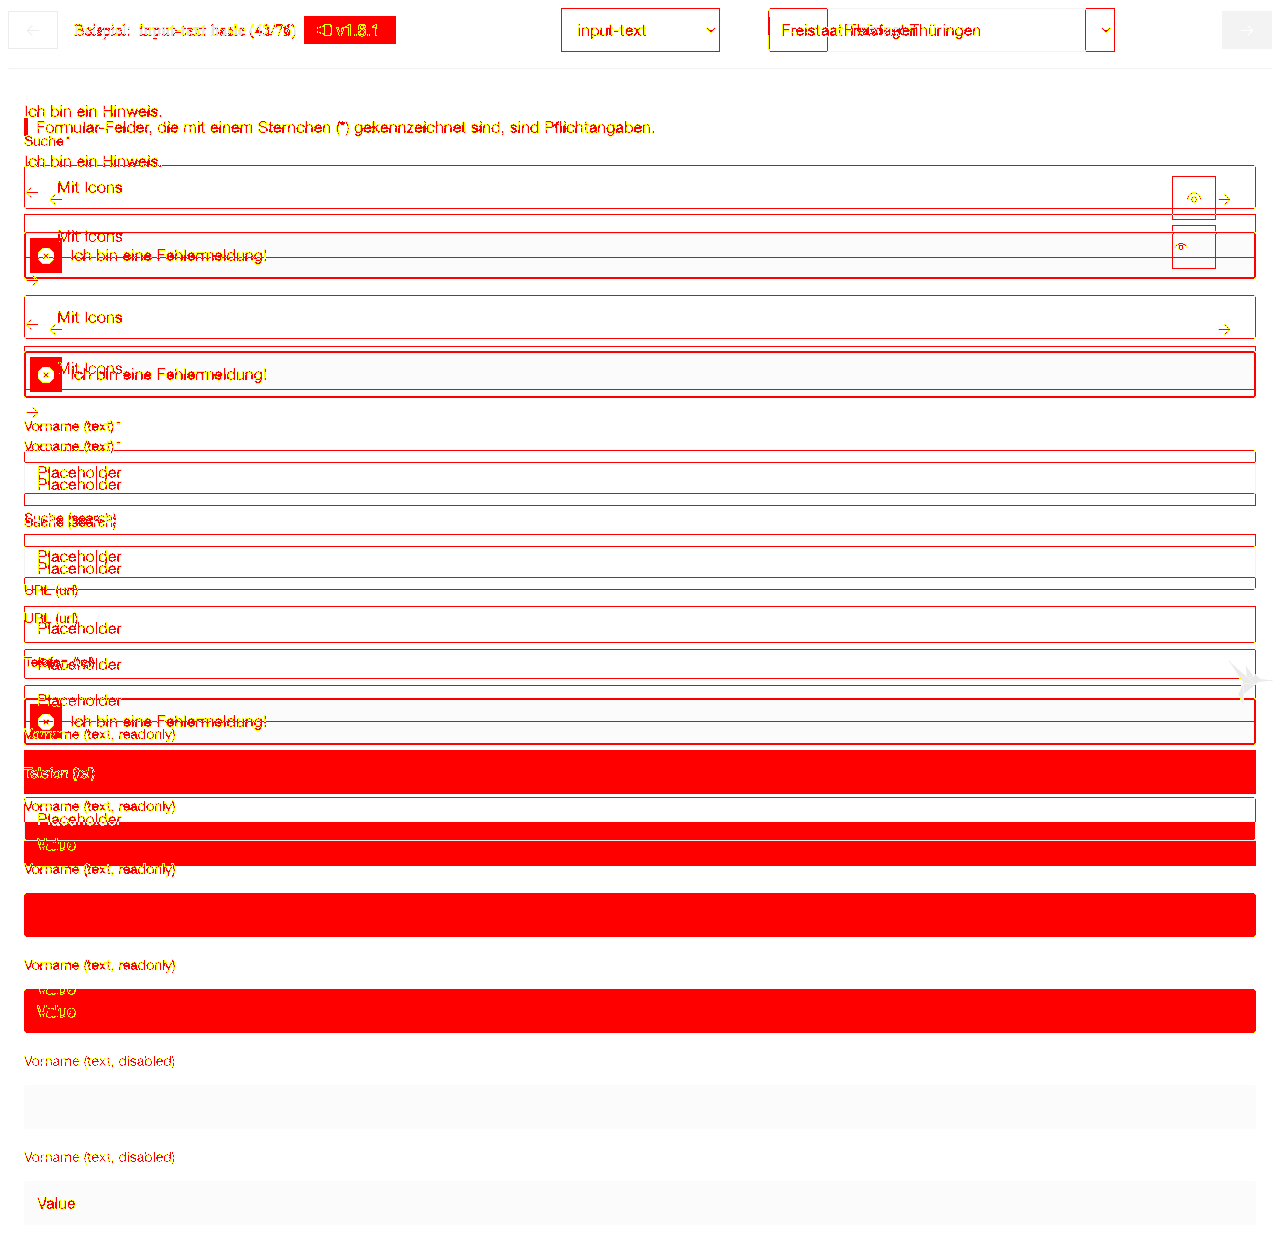 Beispiel: input-text basic v1.8.1 input-text Freistaat Thüringen
Ich bin ein Hinweis.
Formular-Felder, die mit einem Sternchen (*) gekennzeichnet sind, sind Pflichtangaben.
Suche *
Ich bin ein Hinweis.
Mit Icons
Mit Icons
Ich bin eine Fehlermeldung!
Mit Icons
Mit Icons
Ich bin eine Fehlermeldung!
Vorname (text) *
Vorname (text) *
Placeholder
Placeholder
Suche (search)
Suche (search)
Placeholder
Placeholder
URL (url)
URL (url)
Placeholder
Telefon (tel)
Placeholder
Placeholder
Ich bin eine Fehlermeldung!
Vorname (text, readonly)
Telefon (tel)
Vorname (text, readonly)
Placeholder
Value
Vorname (text, readonly)
Vorname (text, readonly)
Value
Value
Vorname (text, disabled)
Vorname (text, disabled)
Value